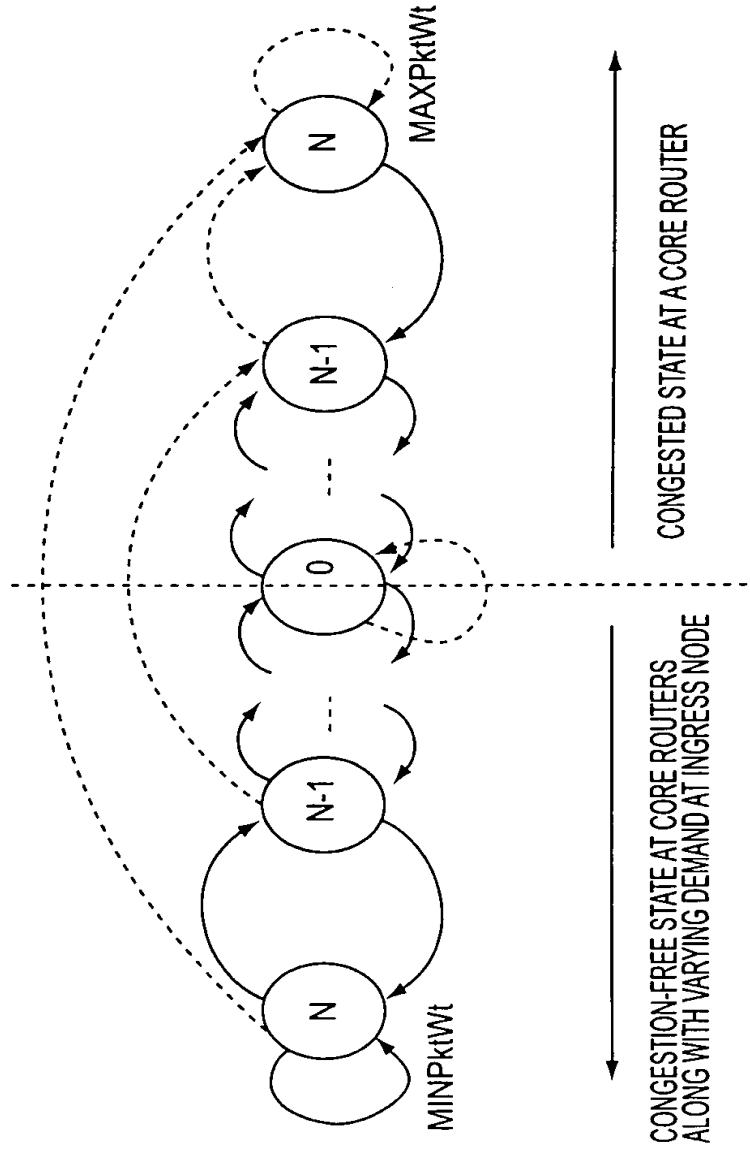 N
N-1
0
N-1
N
MINPktWt
MAXPktWt
CONGESTION-FREE STATE AT CORE ROUTERS
ALONG WITH VARYING DEMAND AT INGRESS NODE
CONGESTED STATE AT A CORE ROUTER